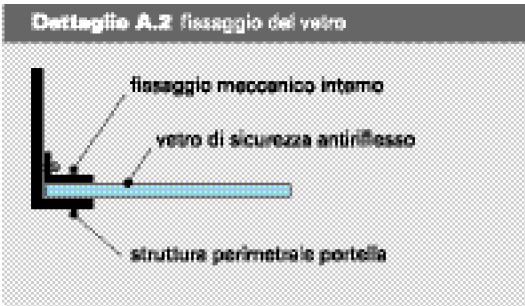 Dettaglio A.2 fissaggio del vetro
fissaggio meccanico interno
vetro di sicurezza antiriflesso
struttura perimetrale portella